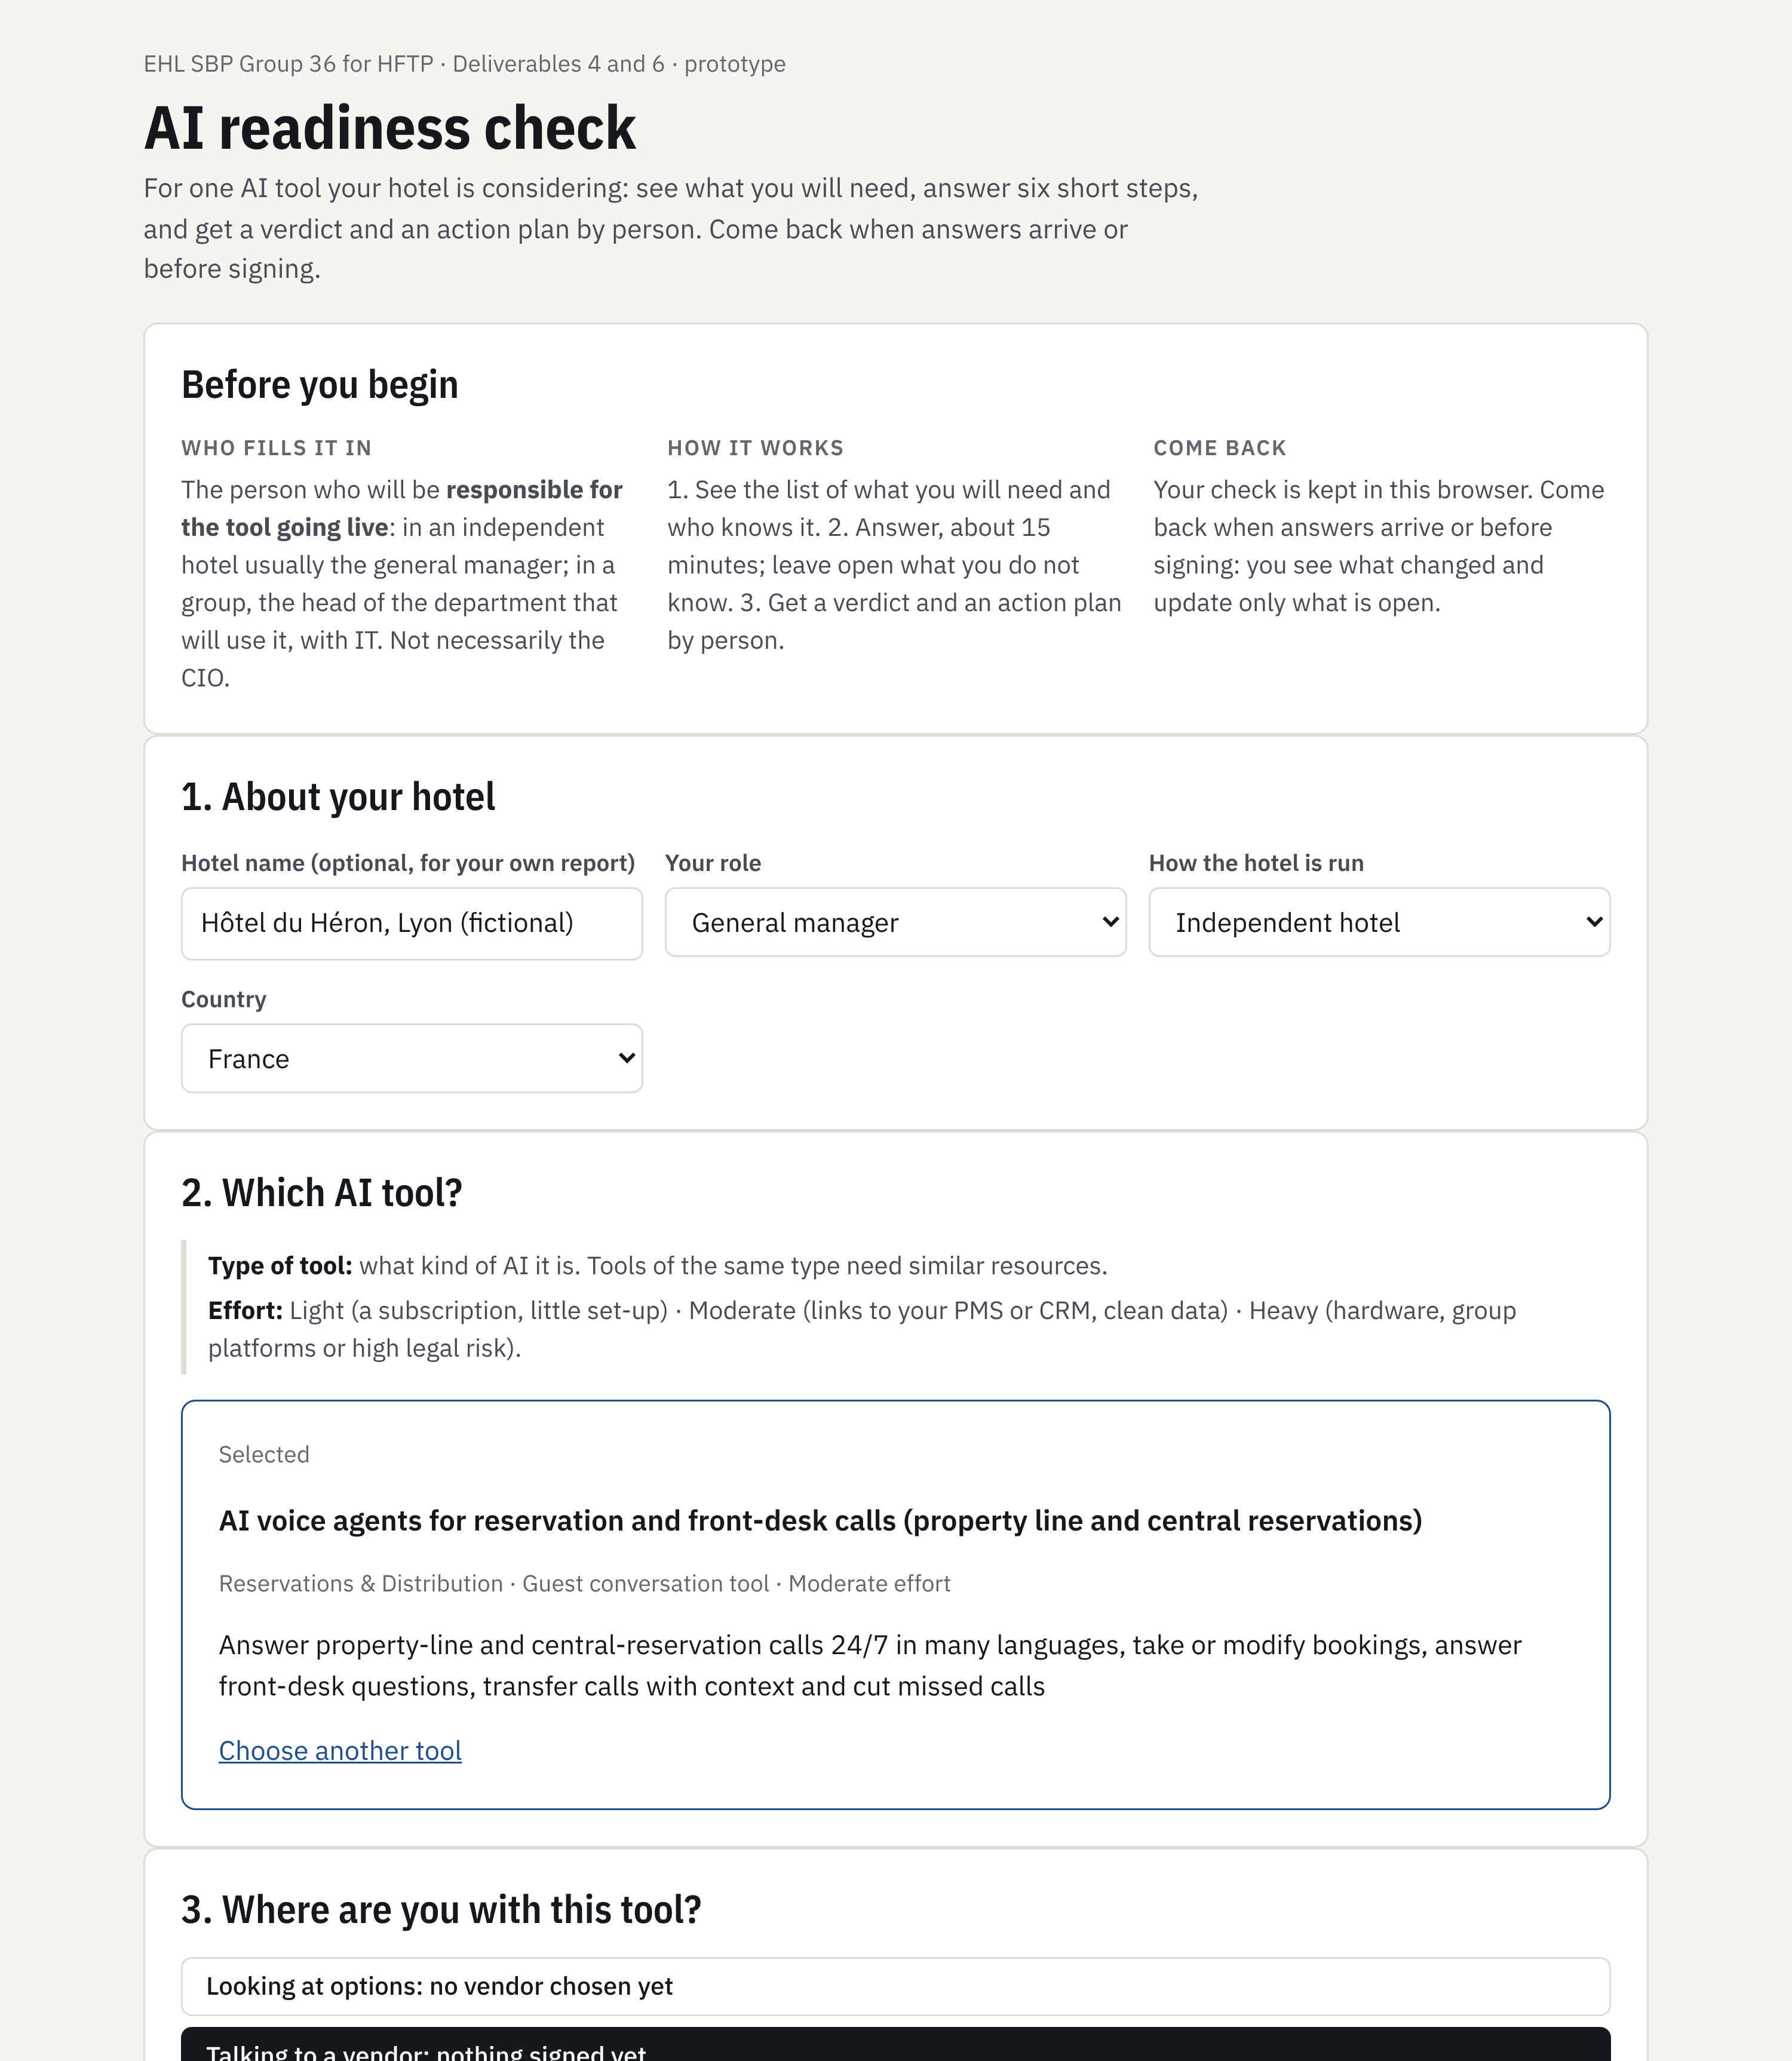 EHL SBP Group 36 for HFTP · Deliverables 4 and 6 · prototype
AI readiness check
For one AI tool your hotel is considering: see what you will need, answer six short steps,
and get a verdict and an action plan by person. Come back when answers arrive or
before signing.
Before you begin
WHO FILLS IT IN
The person who will be responsible for
the tool going live: in an independent
hotel usually the general manager; in a
group, the head of the department that
will use it, with IT. Not necessarily the
CIO.
HOW IT WORKS
1. See the list of what you will need and
who knows it. 2. Answer, about 15
minutes; leave open what you do not
know. 3. Get a verdict and an action plan
by person.
COME BACK
Your check is kept in this browser. Come
back when answers arrive or before
signing: you see what changed and
update only what is open.
1. About your hotel
Hotel name (optional, for your own report)
Hôtel du Héron, Lyon (fictional)
Your role
General manager
How the hotel is run
Independent hotel
Country
France
2. Which AI tool?
Type of tool: what kind of AI it is. Tools of the same type need similar resources.
Effort: Light (a subscription, little set-up) · Moderate (links to your PMS or CRM, clean data) · Heavy (hardware, group
platforms or high legal risk).
Selected
AI voice agents for reservation and front-desk calls (property line and central reservations)
Reservations & Distribution · Guest conversation tool · Moderate effort
Answer property-line and central-reservation calls 24/7 in many languages, take or modify bookings, answer
front-desk questions, transfer calls with context and cut missed calls
Choose another tool
3. Where are you with this tool?
Looking at options: no vendor chosen yet
Talking to a vendor: nothing signed yet